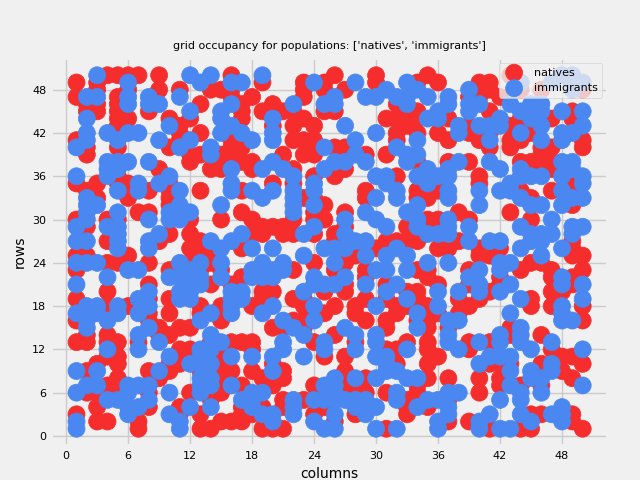 grid occupancy for populations: ['natives', 'immigrants']
natives
immigrants
rows
48
42
36
30
24
18
12
6
0
0 6 12 18 24 30 36 42 48
columns